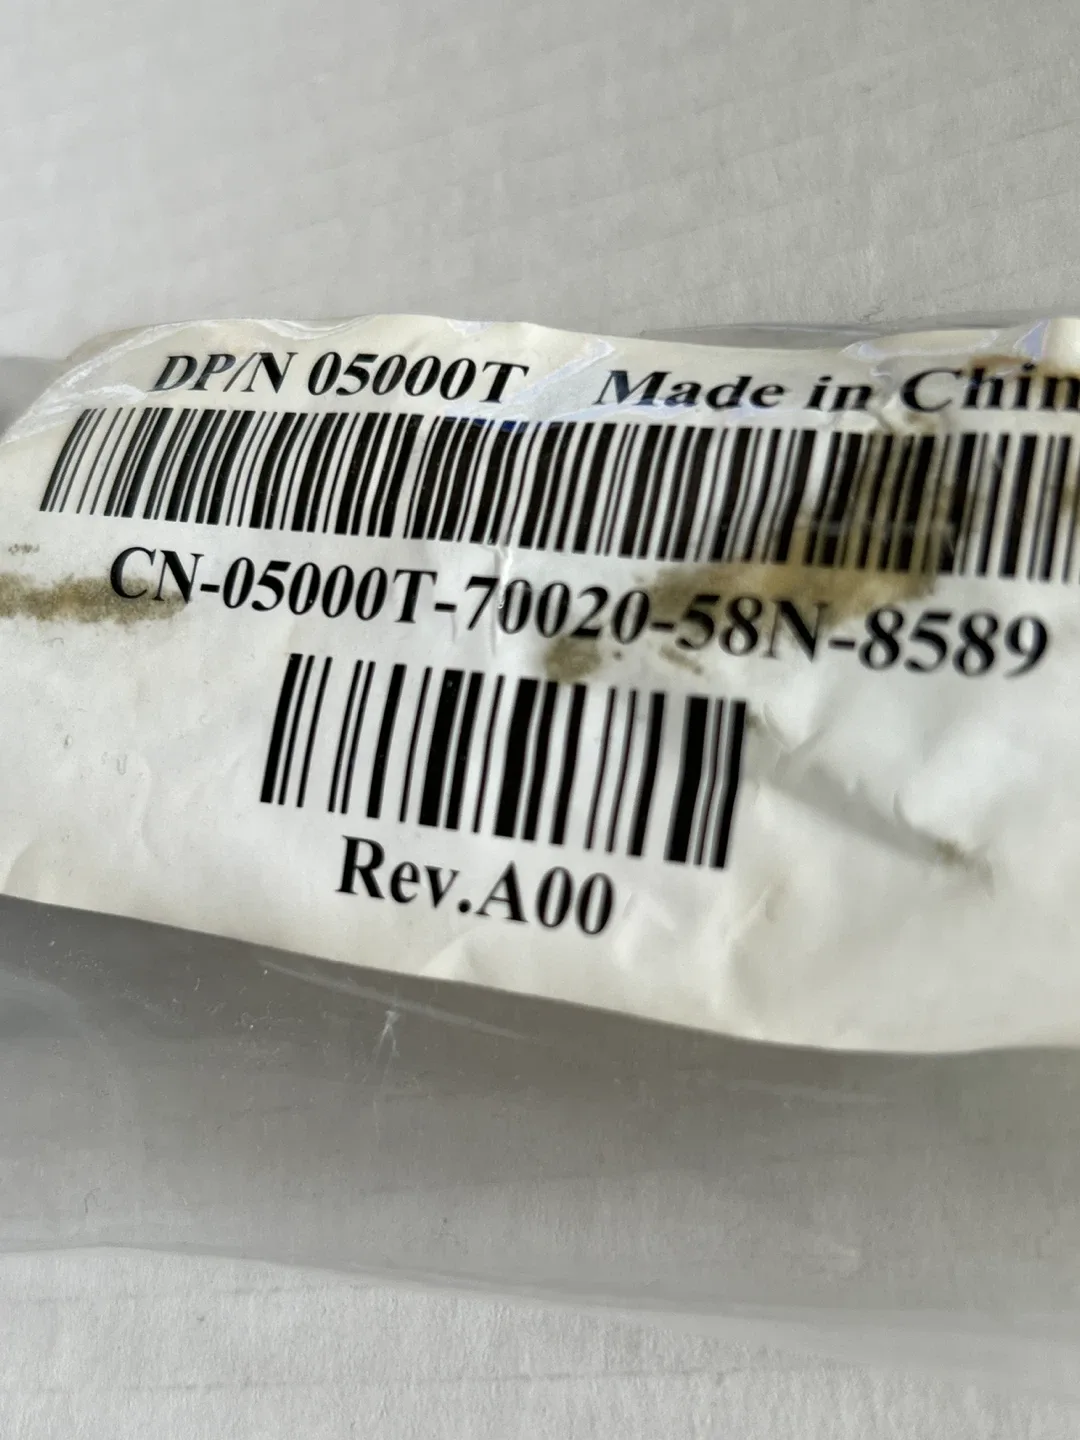 DP/N 05000T Made in Chin
CN-05000T-70020-58N-8589
Rev.A00